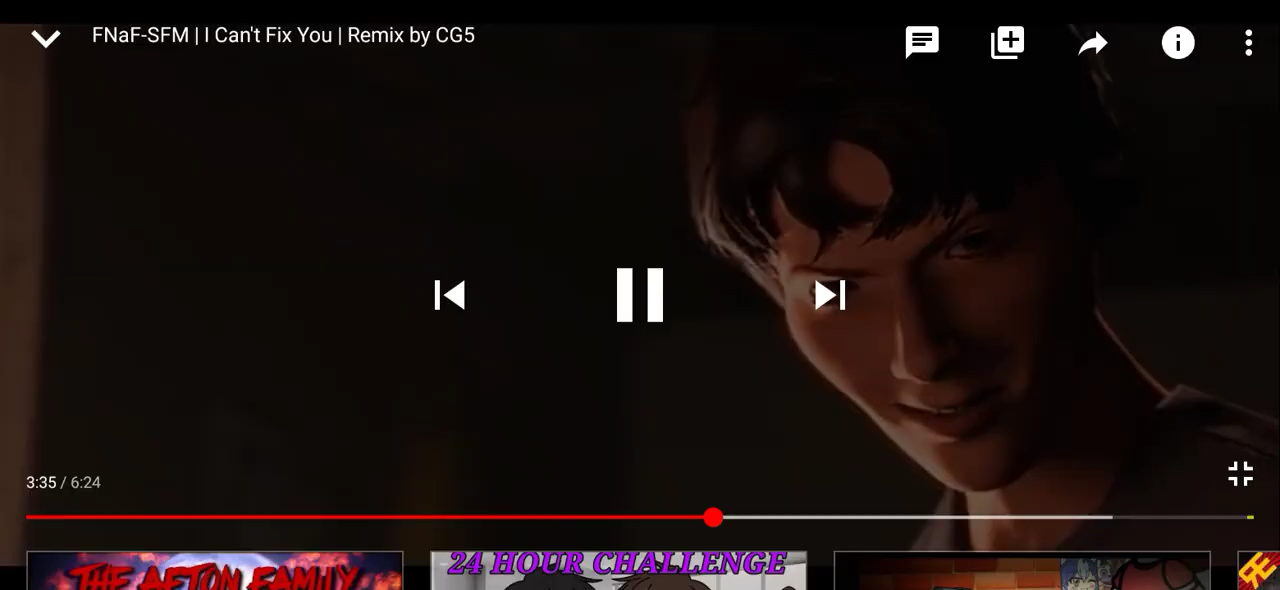 FNaF-SFM | I Can't Fix You | Remix by CG5
3:35 / 6:24
THE AFTON FAMILY
24 HOUR CHALLENGE